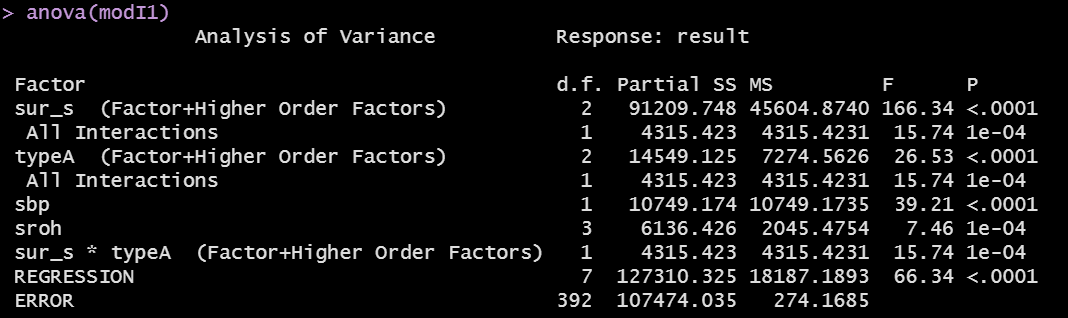 > anova(modI1)
                Analysis of Variance          Response: result

 Factor                                          d.f. Partial SS MS         F      P
 sur_s  (Factor+Higher Order Factors)              2   91209.748 45604.8740 166.34 <.0001
  All Interactions                                 1    4315.423  4315.4231  15.74 1e-04
 typeA  (Factor+Higher Order Factors)              2   14549.125  7274.5626  26.53 <.0001
  All Interactions                                 1    4315.423  4315.4231  15.74 1e-04
 sbp                                               1   10749.174 10749.1735  39.21 <.0001
 sroh                                              3    6136.426  2045.4754   7.46 1e-04
 sur_s * typeA  (Factor+Higher Order Factors)      1    4315.423  4315.4231  15.74 1e-04
 REGRESSION                                        7  127310.325 18187.1893  66.34 <.0001
 ERROR                                           392  107474.035   274.1685